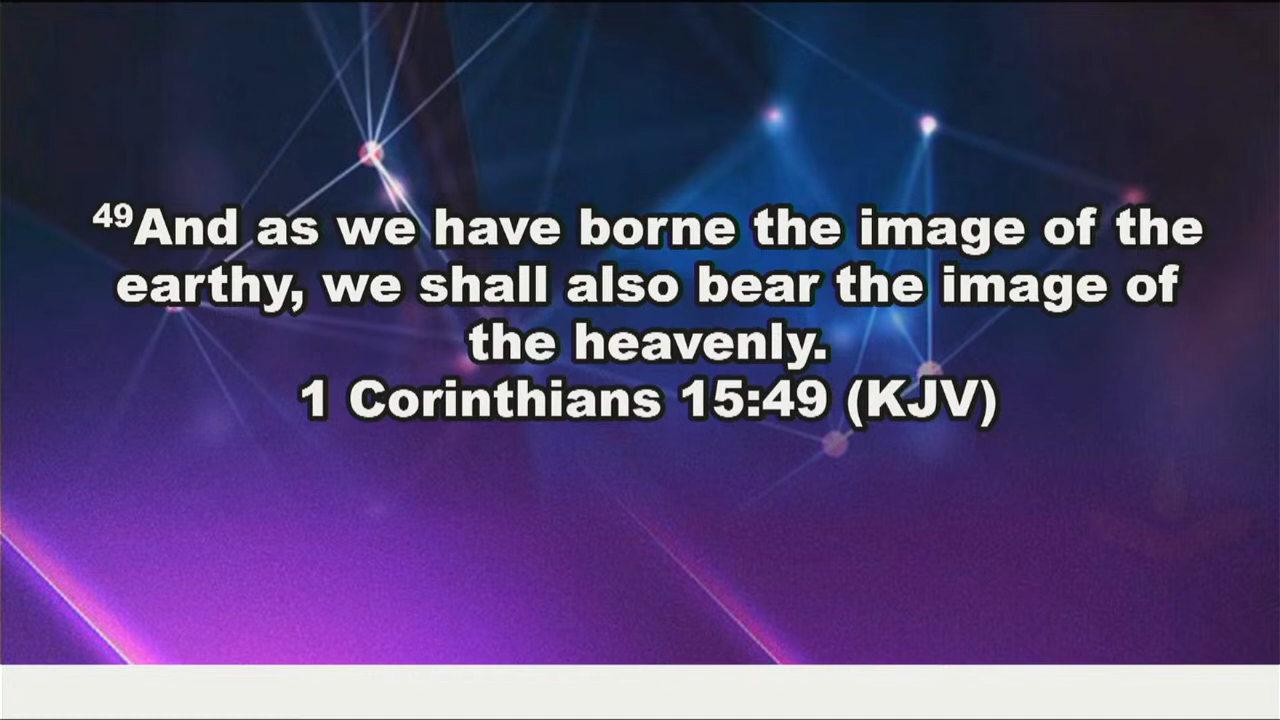 ⁴⁹And as we have borne the image of the
earthy, we shall also bear the image of
the heavenly.
1 Corinthians 15:49 (KJV)